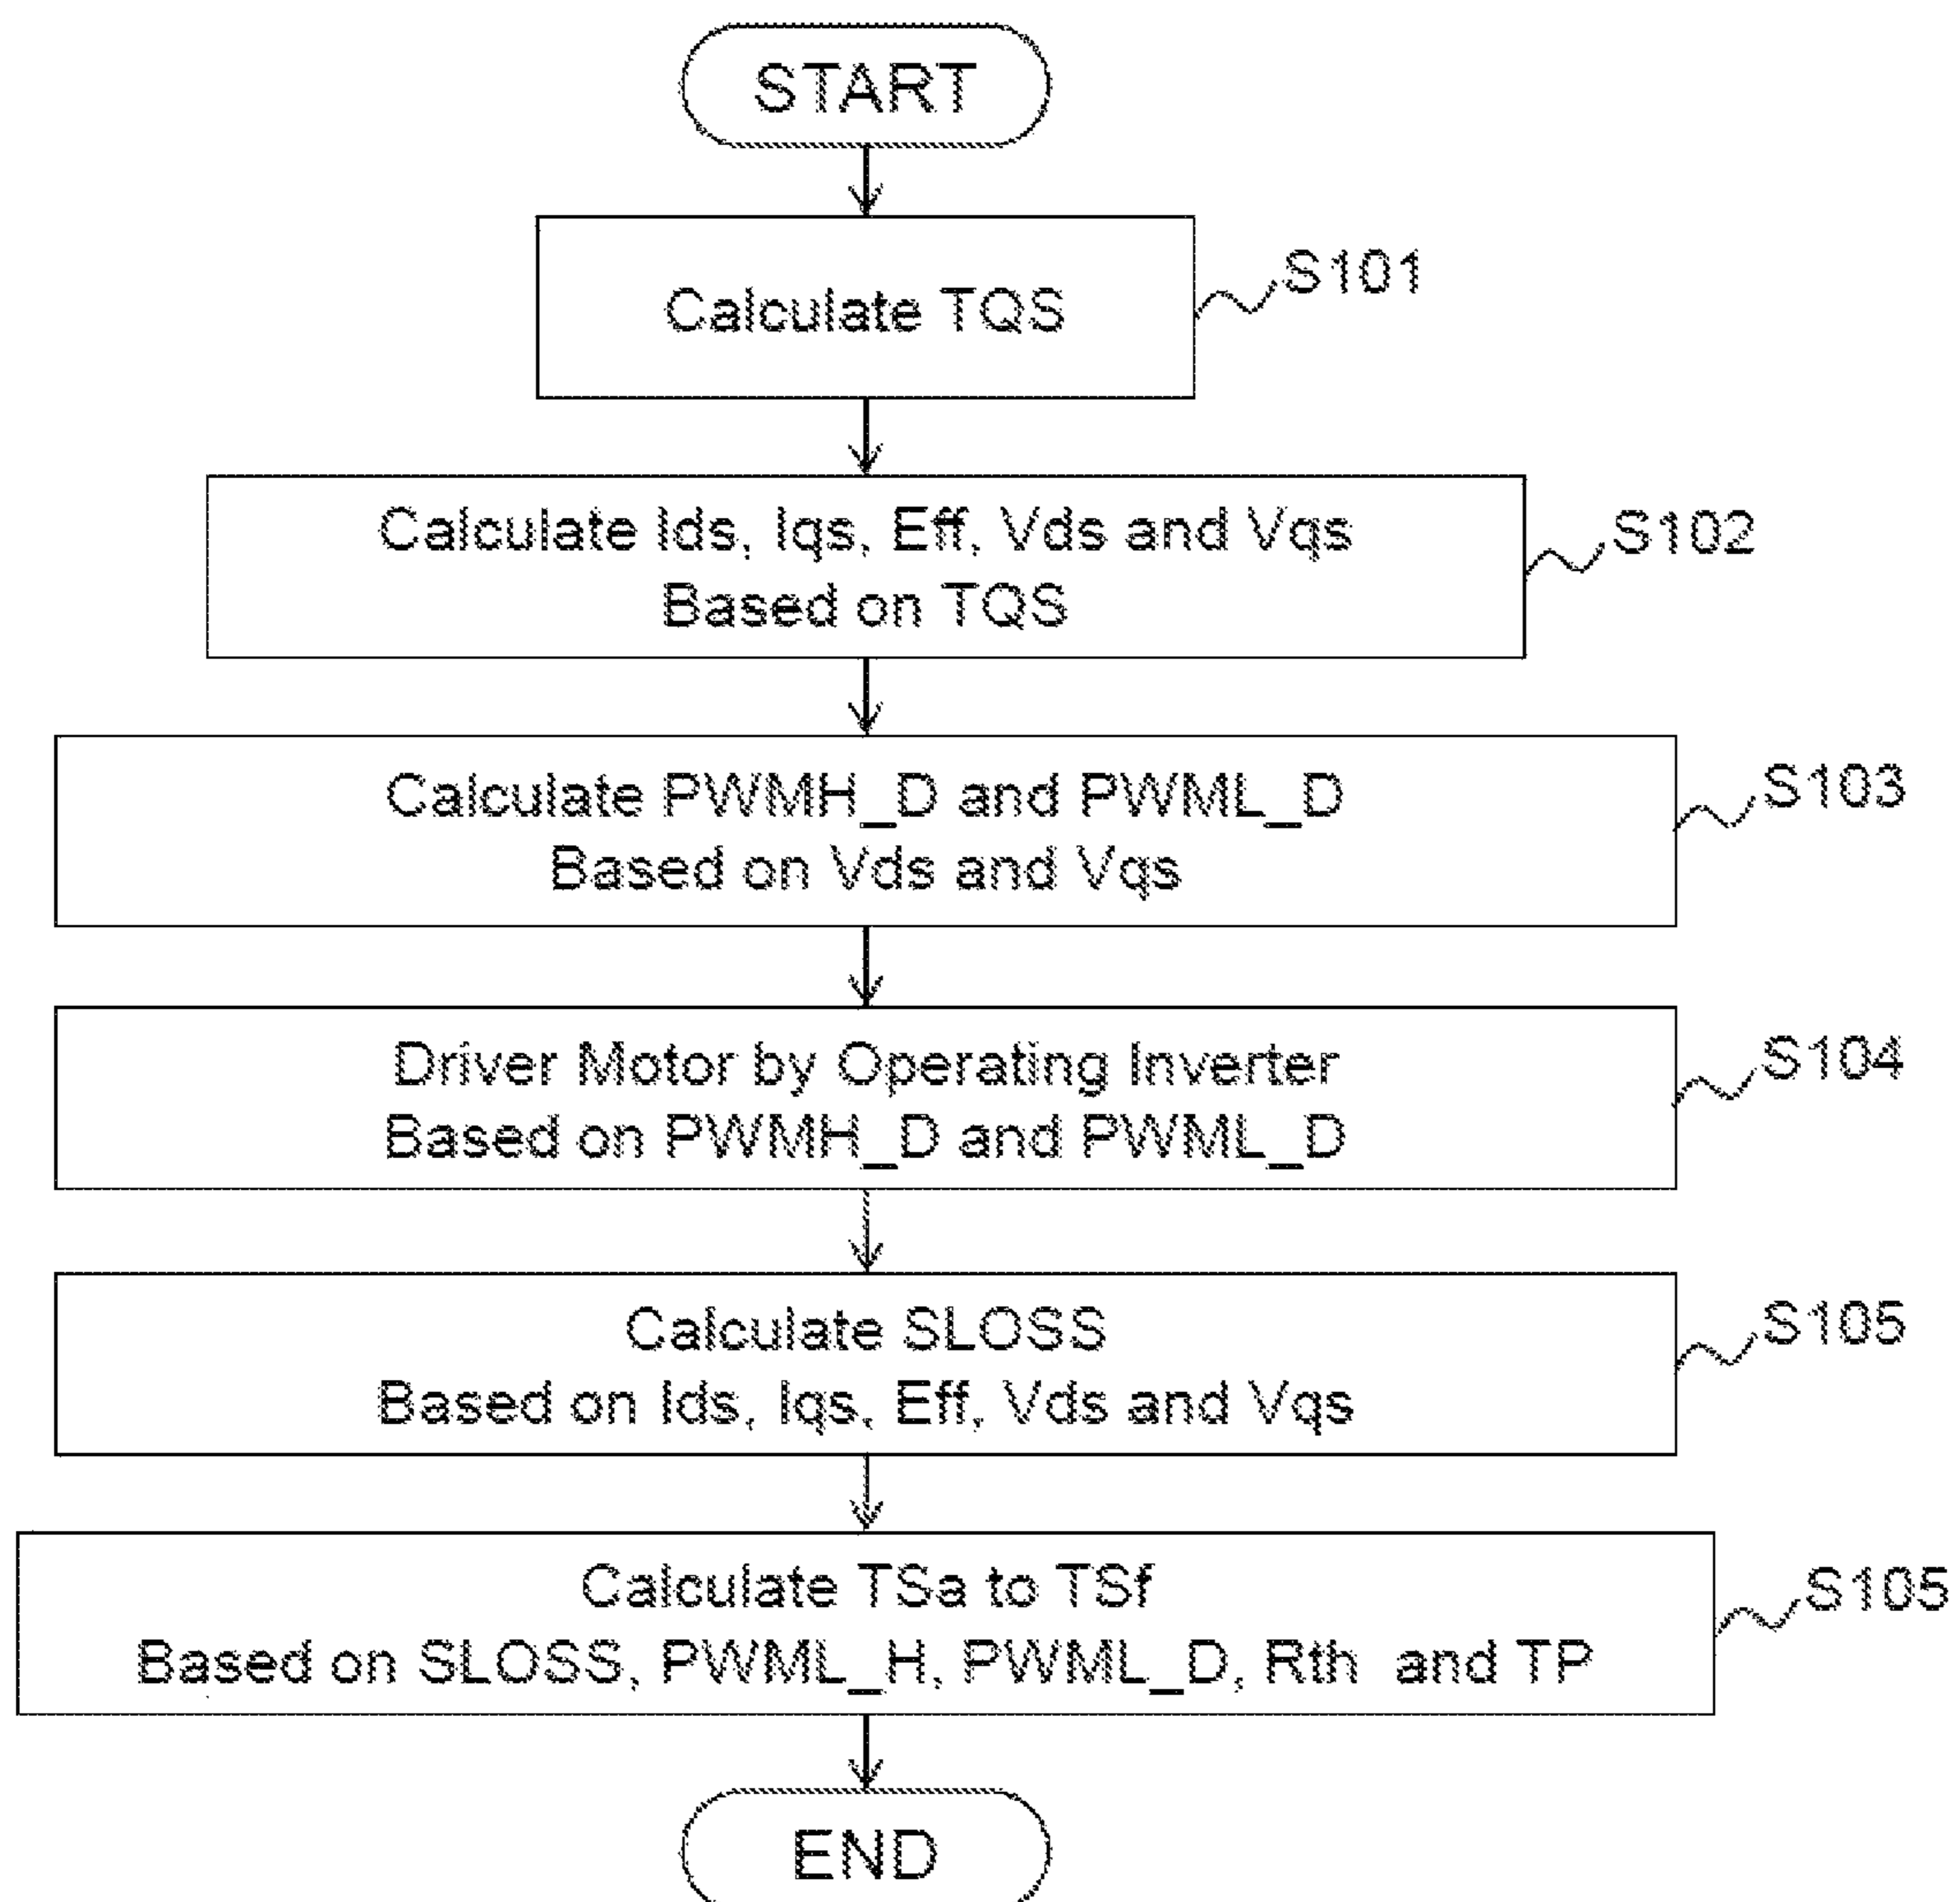 START
Calculate TQS
S101
Calculate Ids, Iqs, Eff, Vds and Vqs
Based on TQS
S102
Calculate PWMH_D and PWML_D
Based on Vds and Vqs
S103
Driver Motor by Operating Inverter
Based on PWMH_D and PWML_D
S104
Calculate SLOSS
Based on Ids, Iqs, Eff, Vds and Vqs
S105
Calculate TSa to TSf
Based on SLOSS, PWML_H, PWML_D, Rth and TP
S105
END